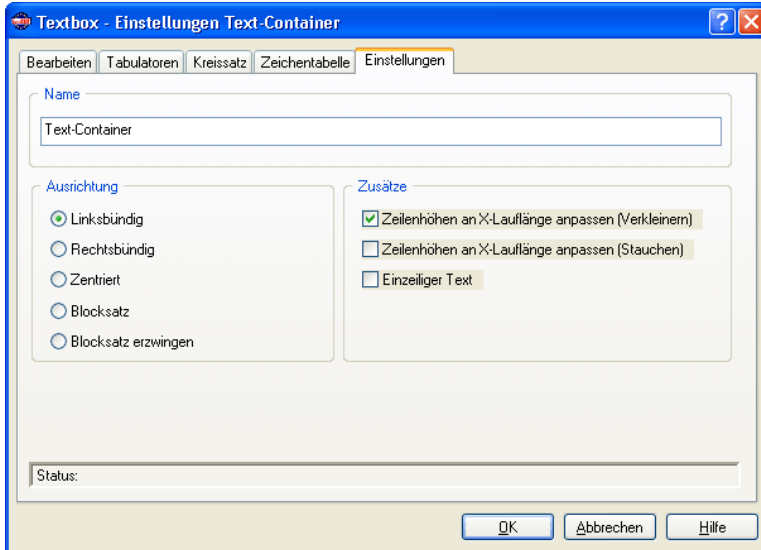 Textbox - Einstellungen Text-Container
Bearbeiten Tabulatoren Kreissatz Zeichentabelle Einstellungen
Name
Text-Container
Ausrichtung
Linksbündig
Rechtsbündig
Zentriert
Blocksatz
Blocksatz erzwingen
Zusätze
Zeilenhöhen an X-Lauflänge anpassen (Verkleinern)
Zeilenhöhen an X-Lauflänge anpassen (Stauchen)
Einzeiliger Text
Status:
OK Abbrechen Hilfe